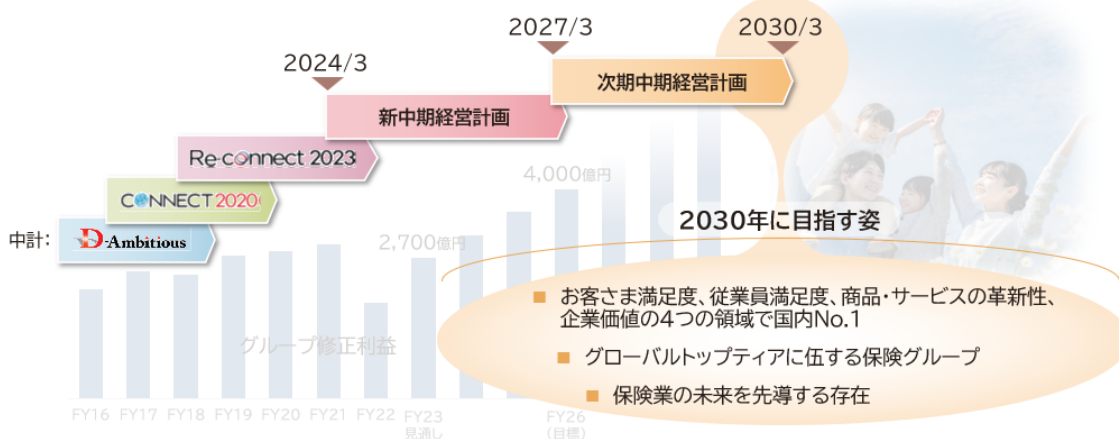 2027/3
2030/3
2024/3
次期中期経営計画
新中期経営計画
Re-connect 2023
CONNECT 2020
中計：
D-Ambitious
4,000億円
2,700億円
グループ修正利益
2030年に目指す姿
■ お客さま満足度、従業員満足度、商品・サービスの革新性、
企業価値の4つの領域で国内No.1
■ グローバルトップティアに伍する保険グループ
■ 保険業の未来を先導する存在
FY16 FY17 FY18 FY19 FY20 FY21 FY22 FY23 FY26
見通し (目標)